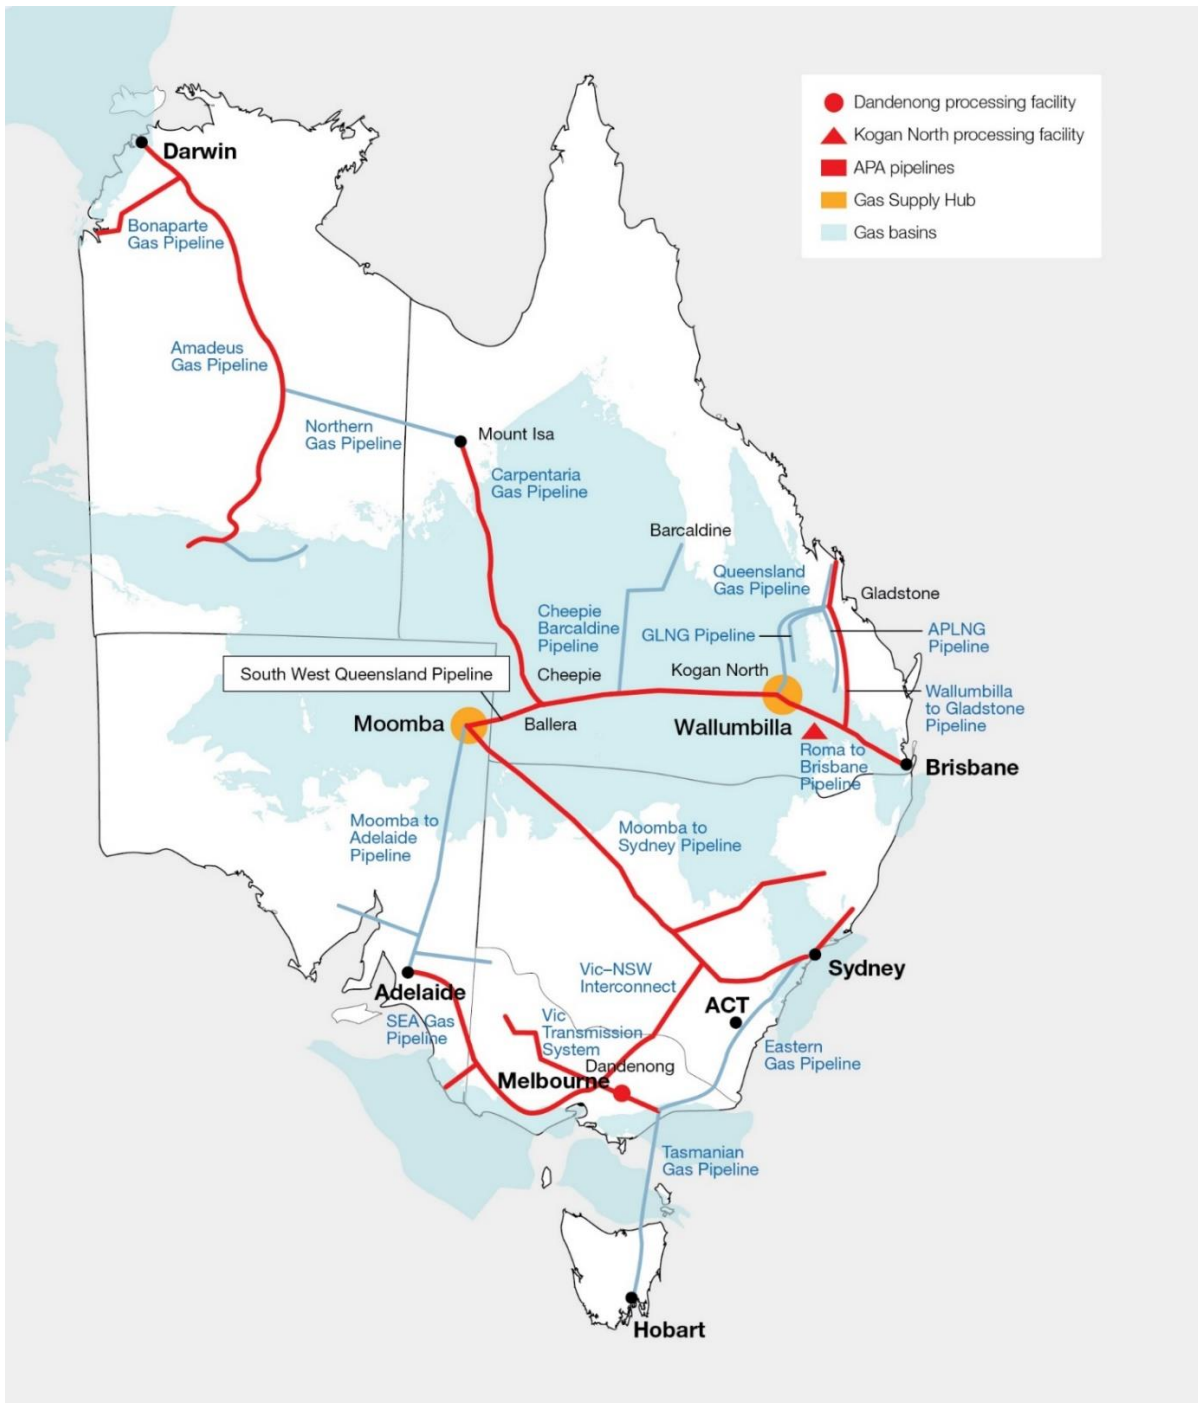 Dandenong processing facility
Kogan North processing facility
APA pipelines
Gas Supply Hub
Gas basins
Darwin
Bonaparte
Gas Pipeline
Amadeus
Gas Pipeline
Northern
Gas Pipeline
Mount Isa
Carpentaria
Gas Pipeline
Barcaldine
Queensland
Gas Pipeline
Gladstone
Cheepie
Barcaldine
Pipeline
GLNG Pipeline
APLNG
Pipeline
South West Queensland Pipeline
Cheepie
Kogan North
Wallumbilla
to Gladstone
Pipeline
Moomba
Ballera
Wallumbilla
Roma to
Brisbane
Pipeline
Brisbane
Moomba to
Adelaide
Pipeline
Moomba to
Sydney Pipeline
Vic–NSW
Interconnect
Sydney
Adelaide
ACT
SEA Gas
Pipeline
Vic
Transmission
System
Eastern
Gas Pipeline
Dandenong
Melbourne
Tasmanian
Gas Pipeline
Hobart